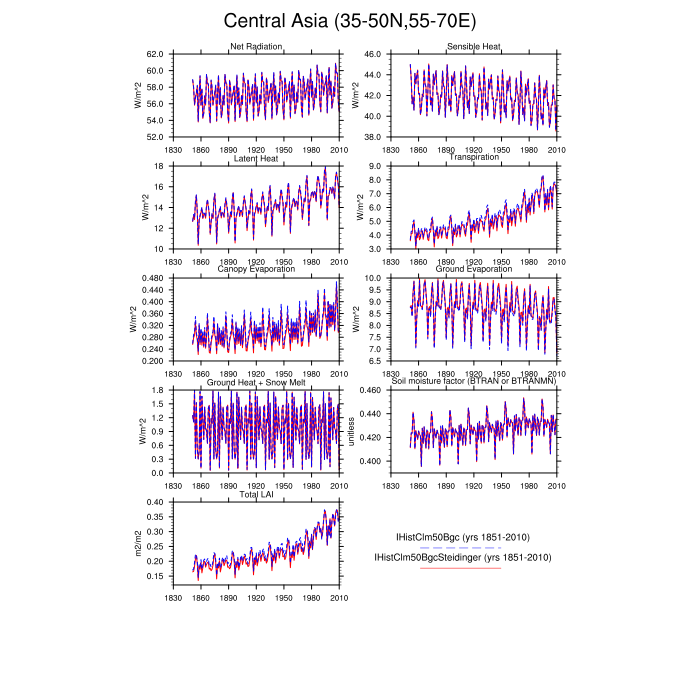 Central Asia (35-50N,55-70E)
Net Radiation
62.0
60.0
58.0
56.0
54.0
52.0
W/m^2
1830 1860 1890 1920 1950 1980 2010
Sensible Heat
46.0
44.0
42.0
40.0
38.0
W/m^2
1830 1860 1890 1920 1950 1980 2010
Latent Heat
18
16
14
12
10
W/m^2
1830 1860 1890 1920 1950 1980 2010
Transpiration
9.0
8.0
7.0
6.0
5.0
4.0
3.0
W/m^2
1830 1860 1890 1920 1950 1980 2010
Canopy Evaporation
0.480
0.440
0.400
0.360
0.320
0.280
0.240
0.200
W/m^2
1830 1860 1890 1920 1950 1980 2010
Ground Evaporation
10.0
9.5
9.0
8.5
8.0
7.5
7.0
6.5
W/m^2
1830 1860 1890 1920 1950 1980 2010
Ground Heat + Snow Melt
1.8
1.5
1.2
0.9
0.6
0.3
0.0
W/m^2
1830 1860 1890 1920 1950 1980 2010
Soil moisture factor (BTRAN or BTRANMN)
0.460
0.440
0.420
0.400
unitless
1830 1860 1890 1920 1950 1980 2010
Total LAI
0.40
0.35
0.30
0.25
0.20
0.15
m2/m2
1830 1860 1890 1920 1950 1980 2010
IHistClm50Bgc (yrs 1851-2010)
IHistClm50BgcSteidinger (yrs 1851-2010)